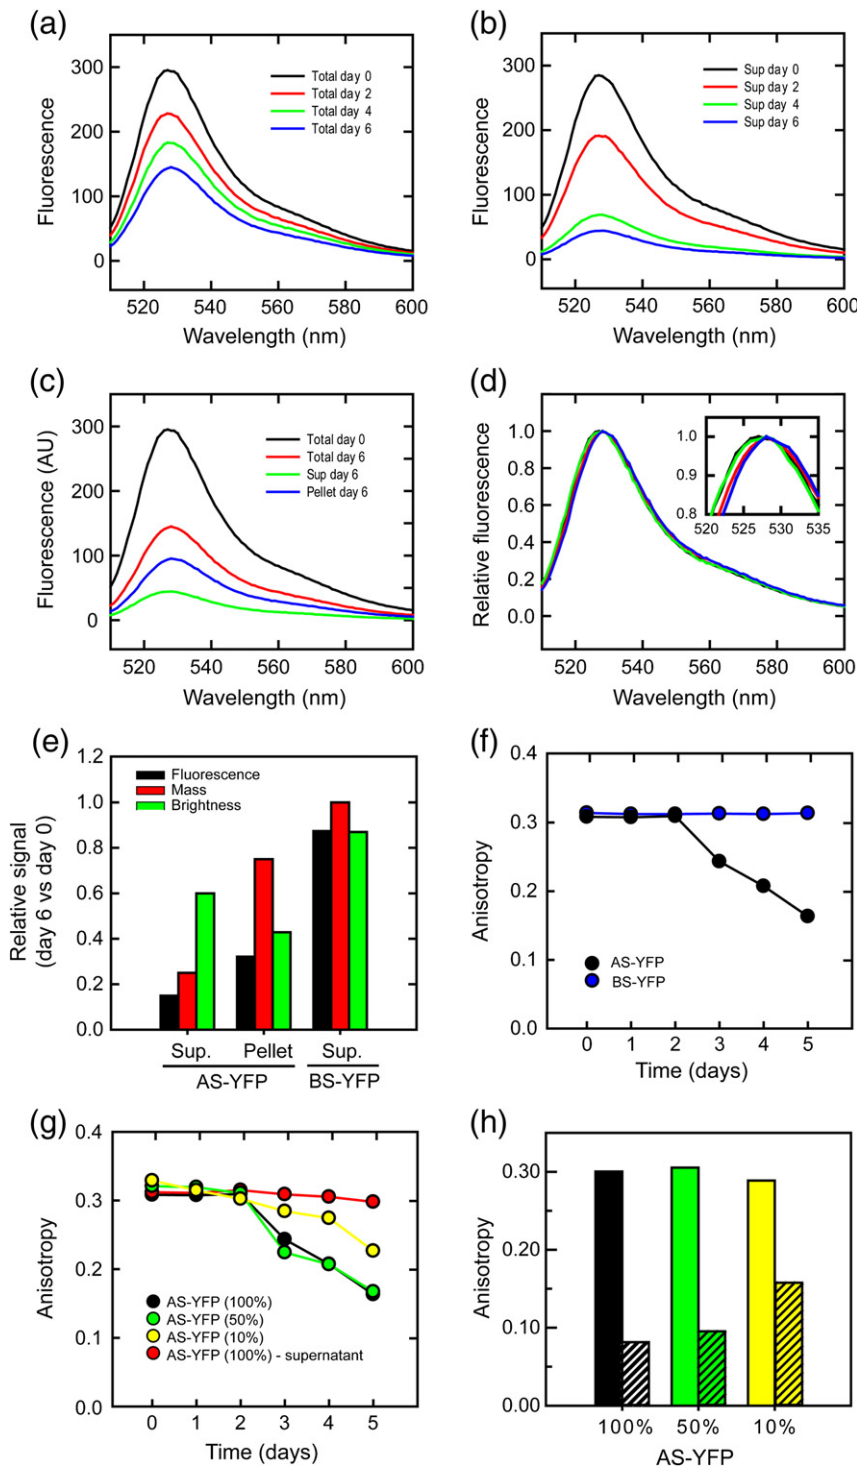 (a)
Fluorescence
300
200
100
0
Total day 0
Total day 2
Total day 4
Total day 6
520 540 560 580 600
Wavelength (nm)
(b)
Fluorescence
300
200
100
0
Sup day 0
Sup day 2
Sup day 4
Sup day 6
520 540 560 580 600
Wavelength (nm)
(c)
Fluorescence (AU)
300
200
100
0
Total day 0
Total day 6
Sup day 6
Pellet day 6
520 540 560 580 600
Wavelength (nm)
(d)
Relative fluorescence
1.0
0.8
0.6
0.4
0.2
0.0
1.0
0.9
0.8
520 525 530 535
520 540 560 580 600
Wavelength (nm)
(e)
Relative signal
(day 6 vs day 0)
1.2
1.0
0.8
0.6
0.4
0.2
0.0
Fluorescence
Mass
Brightness
Sup. Pellet Sup.
AS-YFP BS-YFP
(f)
Anisotropy
0.4
0.3
0.2
0.1
0.0
AS-YFP
BS-YFP
0 1 2 3 4 5
Time (days)
(g)
Anisotropy
0.4
0.3
0.2
0.1
0.0
AS-YFP (100%)
AS-YFP (50%)
AS-YFP (10%)
AS-YFP (100%) - supernatant
0 1 2 3 4 5
Time (days)
(h)
Anisotropy
0.30
0.20
0.10
0.00
100% 50% 10%
AS-YFP